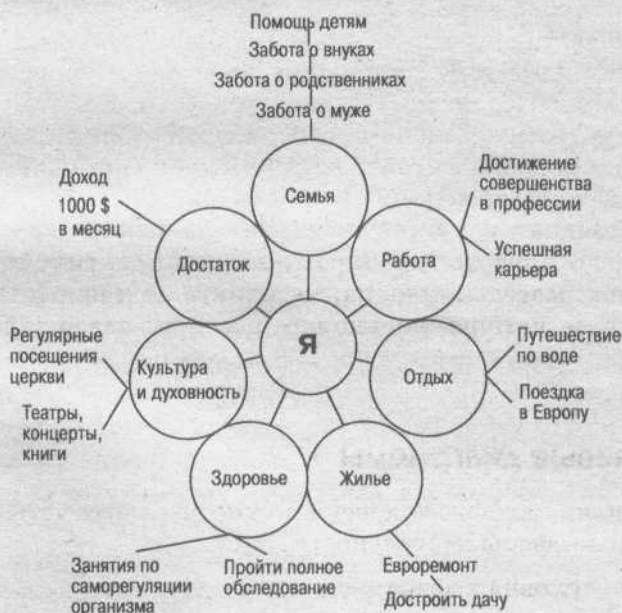 Помощь детям
Забота о внуках
Забота о родственниках
Забота о муже
Семья
Доход
1000 $
в месяц
Достаток
Достижение
совершенства
в профессии
Успешная
карьера
Работа
Я
Регулярные
посещения
церкви
Театры,
концерты,
книги
Культура
и духовность
Отдых
Путешествие
по воде
Поездка
в Европу
Здоровье
Жилье
Занятия по
саморегуляции
организма
Пройти полное
обследование
Евроремонт
Достроить дачу